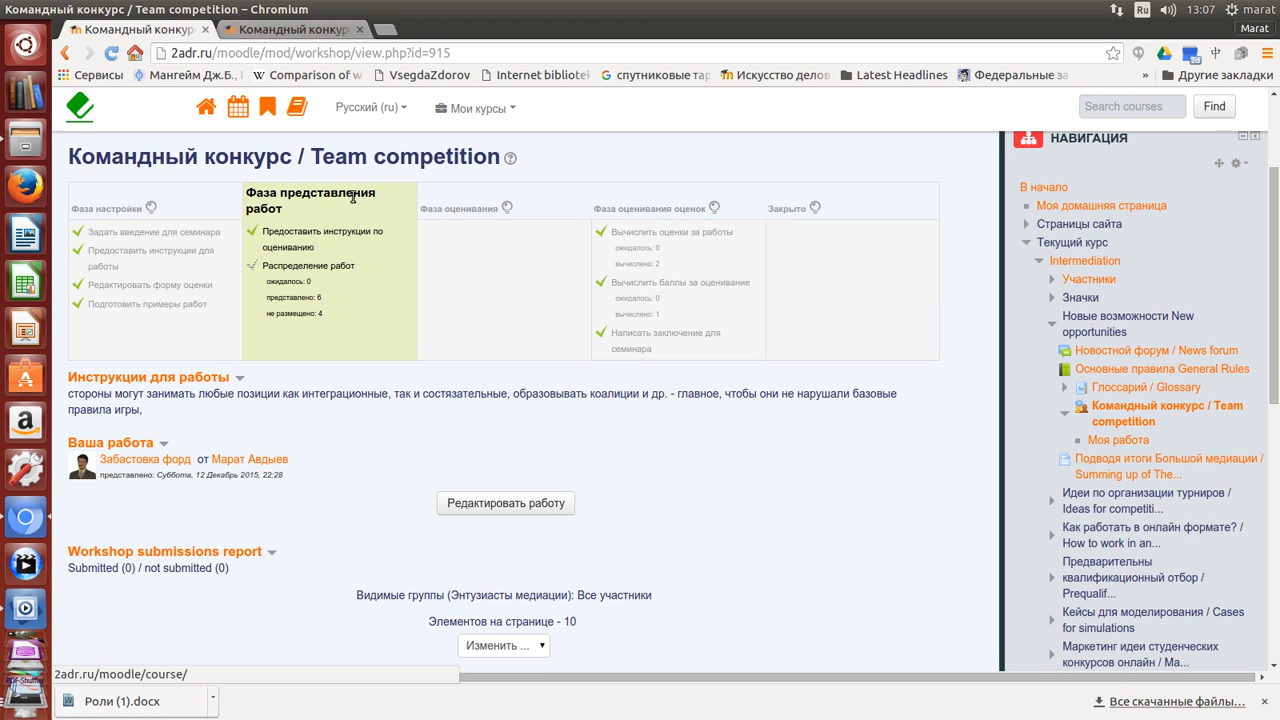 Командный конкурс / Team competition – Chromium
Ru
13:07
marat
Командный конкурс /
Командный конкурс
Marat
2adr.ru/moodle/mod/workshop/view.php?id=915
Сервисы
Мангейм Дж.Б.,
Comparison of w
VsegdaZdorov
Internet bibliotek
спутниковые тар
Искусство делов
Latest Headlines
Федеральные за
»
Другие закладки
Русский (ru)
Мои курсы
Search courses
Find
Командный конкурс / Team competition
Фаза настройки
Фаза представления
работ
Фаза оценивания
Фаза оценивания оценок
Закрыто
Задать введение для семинара
Предоставить инструкции для
работы
Редактировать форму оценки
Подготовить примеры работ
Предоставить инструкции по
оцениванию
Распределение работ
ожидалось: 0
представлено: 6
не размещено: 4
Вычислить оценки за работы
ожидалось: 0
вычислено: 2
Вычислить баллы за оценивание
ожидалось: 0
вычислено: 1
Написать заключение для
семинара
Инструкции для работы
стороны могут занимать любые позиции как интеграционные, так и состязательные, образовывать коалиции и др. - главное, чтобы они не нарушали базовые
правила игры,
Ваша работа
Забастовка форд от Марат Авдыев
представлено: Суббота, 12 Декабрь 2015, 22:28
Редактировать работу
Workshop submissions report
Submitted (0) / not submitted (0)
Видимые группы (Энтузиасты медиации): Все участники
Элементов на странице - 10
Изменить ...
НАВИГАЦИЯ
В начало
Моя домашняя страница
Страницы сайта
Текущий курс
Intermediation
Участники
Значки
Новые возможности New
opportunities
Новостной форум / News forum
Основные правила General Rules
Глоссарий / Glossary
Командный конкурс / Team
competition
Моя работа
Подводя итоги Большой медиации /
Summing up of The...
Идеи по организации турниров /
Ideas for competiti...
Как работать в онлайн формате? /
How to work in an...
Предварительны
квалификационный отбор /
Prequalif...
Кейсы для моделирования / Cases
for simulations
Маркетинг идеи студенческих
конкурсов онлайн / Ma...
2adr.ru/moodle/course/
Роли (1).docx
Все скачанные файлы...